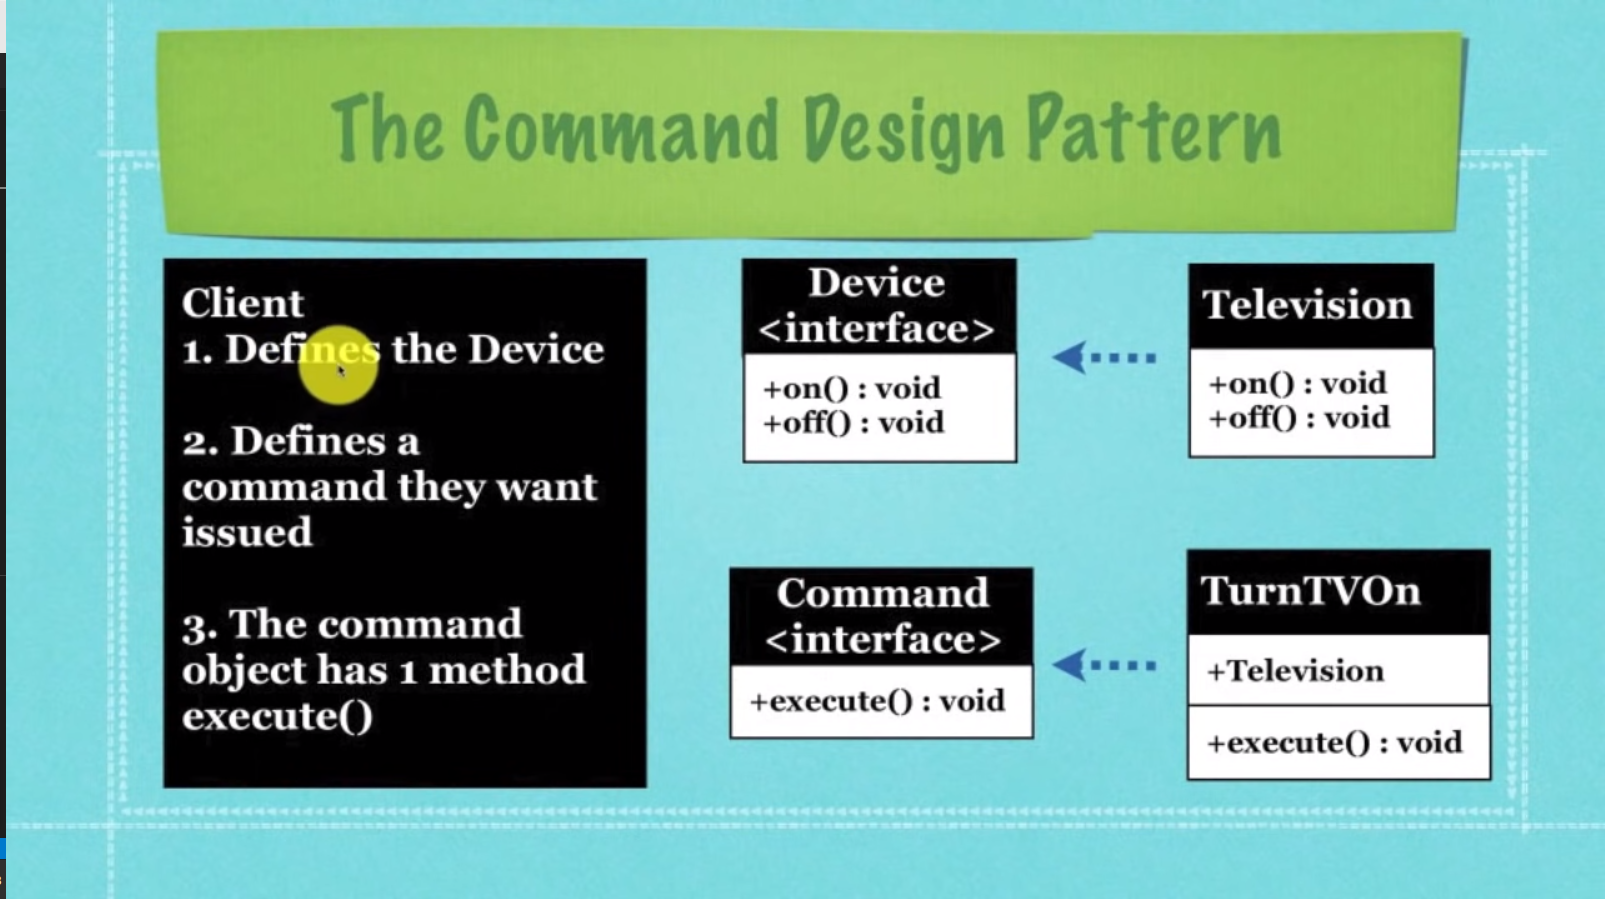 The Command Design Pattern
Client
1. Defines the Device
2. Defines a
command they want
issued
3. The command
object has 1 method
execute()
Device
<interface>
+on() : void
+off() : void
Television
+on() : void
+off() : void
Command
<interface>
+execute() : void
TurnTVOn
+Television
+execute() : void